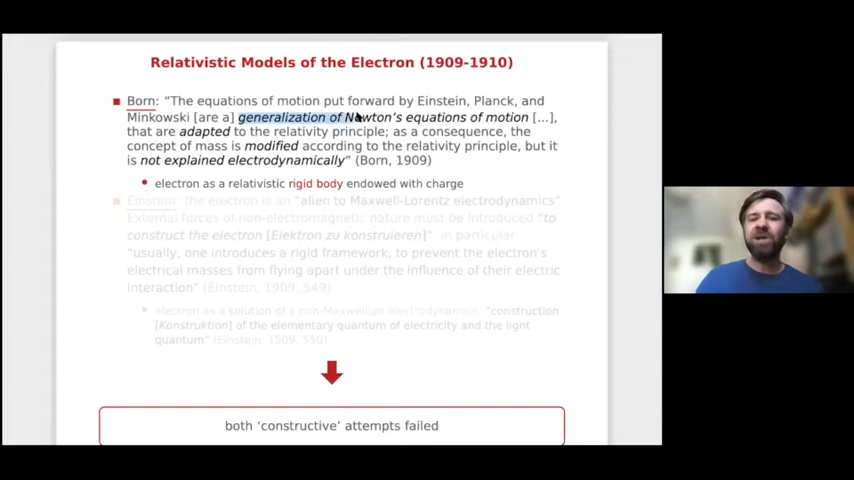 Relativistic Models of the Electron (1909-1910)
Born: “The equations of motion put forward by Einstein, Planck, and
Minkowski [are a] generalization of Newton’s equations of motion [...],
that are adapted to the relativity principle; as a consequence, the
concept of mass is modified according to the relativity principle, but it
is not explained electrodynamically” (Born, 1909)
electron as a relativistic rigid body endowed with charge
Einstein: the electron is an “alien to Maxwell-Lorentz electrodynamics”
External forces of non-electromagnetic nature must be introduced “to
construct the electron [Elektron zu konstruieren]”: in particular
“usually, one introduces a rigid framework, to prevent the electron’s
electrical masses from flying apart under the influence of their electric
interaction” (Einstein, 1909, 549)
electron as a solution of a non-Maxwellian electrodynamics, “construction
[Konstruktion] of the elementary quantum of electricity and the light
quantum” (Einstein, 1909, 550)
both ‘constructive’ attempts failed